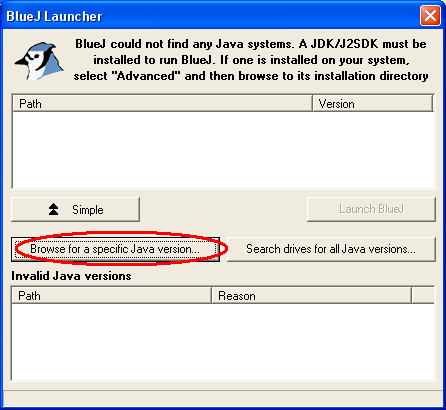 BlueJ Launcher
BlueJ could not find any Java systems. A JDK/J2SDK must be
installed to run BlueJ. If one is installed on your system,
select "Advanced" and then browse to its installation directory
Path Version
Simple Launch BlueJ
Browse for a specific Java version... Search drives for all Java versions...
Invalid Java versions
Path Reason